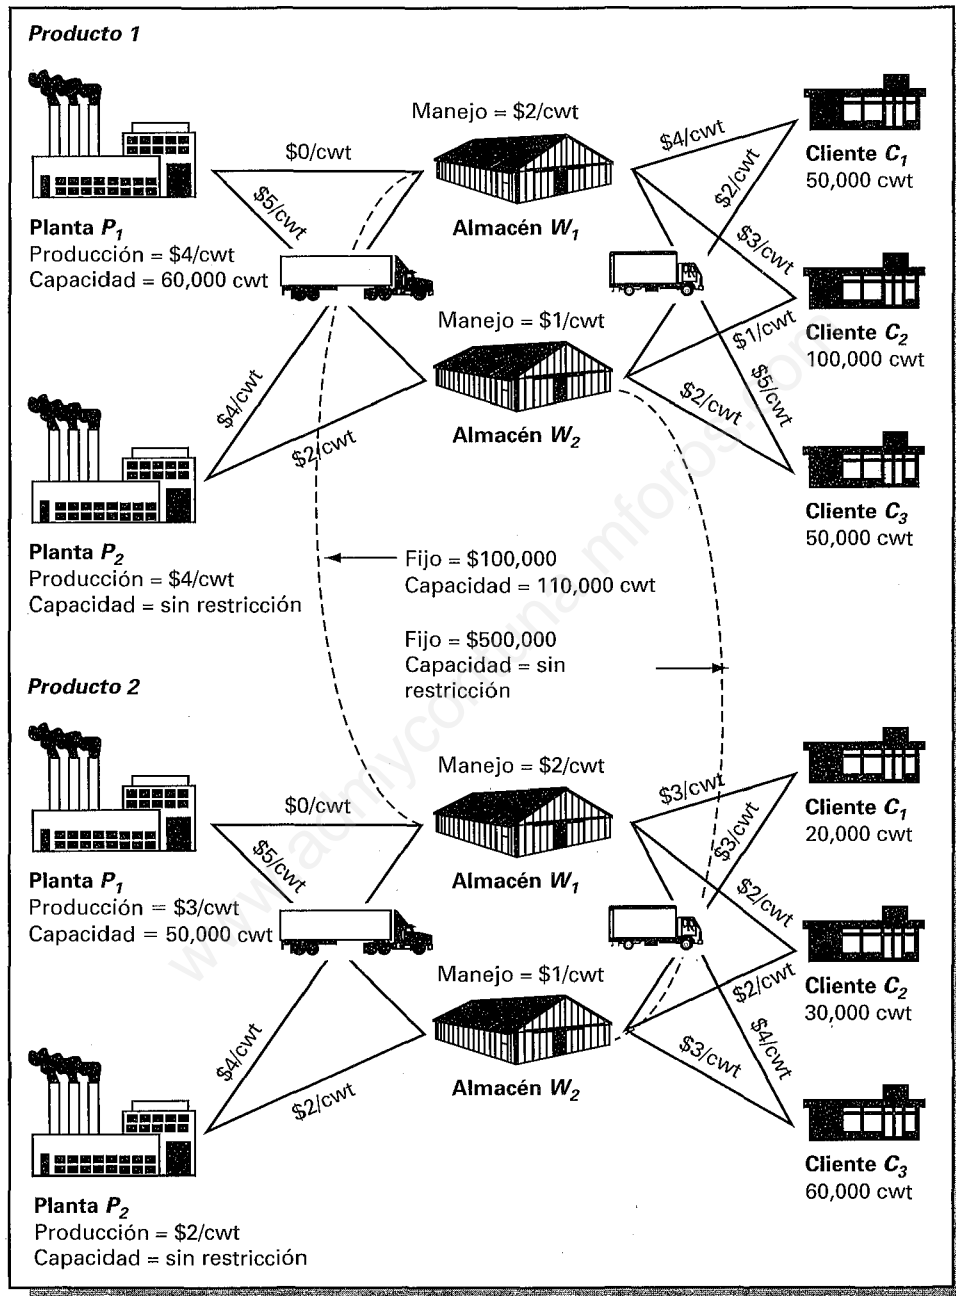 Producto 1
Manejo = $2/cwt
$0/cwt
$5/cwt
$4/cwt
$2/cwt
$3/cwt
Cliente C1
50,000 cwt
Planta P1
Producción = $4/cwt
Capacidad = 60,000 cwt
Almacén W1
Manejo = $1/cwt
$1/cwt
Cliente C2
100,000 cwt
$4/cwt
$2/cwt
$2/cwt
$5/cwt
Almacén W2
Cliente C3
50,000 cwt
Planta P2
Producción = $4/cwt
Capacidad = sin restricción
Fijo = $100,000
Capacidad = 110,000 cwt
Fijo = $500,000
Capacidad = sin
restricción
Producto 2
Manejo = $2/cwt
$0/cwt
$5/cwt
$3/cwt
$3/cwt
$2/cwt
Cliente C1
20,000 cwt
Planta P1
Producción = $3/cwt
Capacidad = 50,000 cwt
Almacén W1
Manejo = $1/cwt
$2/cwt
Cliente C2
30,000 cwt
$4/cwt
$2/cwt
$3/cwt
$4/cwt
Almacén W2
Cliente C3
60,000 cwt
Planta P2
Producción = $2/cwt
Capacidad = sin restricción